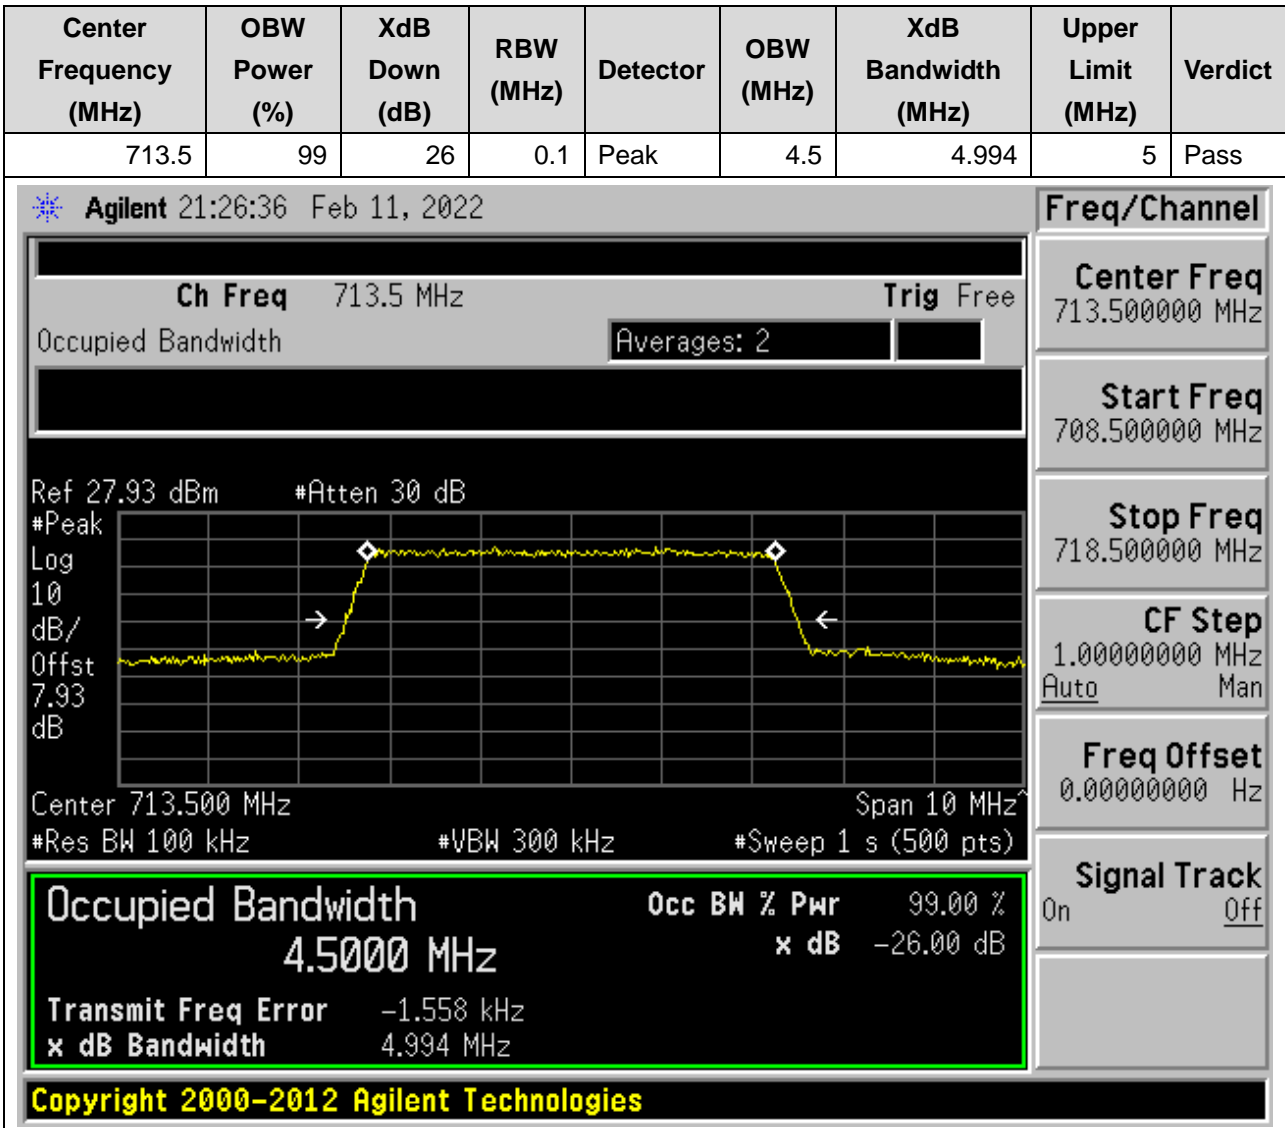 Center Frequency (MHz) OBW Power (%) XdB Down (dB) RBW (MHz) Detector OBW (MHz) XdB Bandwidth (MHz) Upper Limit (MHz) Verdict
713.5 99 26 0.1 Peak 4.5 4.994 5 Pass
Agilent 21:26:36 Feb 11, 2022
Ch Freq 713.5 MHz Trig Free
Occupied Bandwidth Averages: 2
Ref 27.93 dBm #Atten 30 dB
#Peak
Log
10
dB/
Offst
7.93
dB
Center 713.500 MHz Span 10 MHz^
#Res BW 100 kHz #VBW 300 kHz #Sweep 1 s (500 pts)
Occupied Bandwidth Occ BW % Pwr 99.00 %
4.5000 MHz x dB -26.00 dB
Transmit Freq Error -1.558 kHz
x dB Bandwidth 4.994 MHz
Copyright 2000-2012 Agilent Technologies
Freq/Channel
Center Freq
713.500000 MHz
Start Freq
708.500000 MHz
Stop Freq
718.500000 MHz
CF Step
1.00000000 MHz
Auto Man
Freq Offset
0.00000000 Hz
Signal Track
On Off